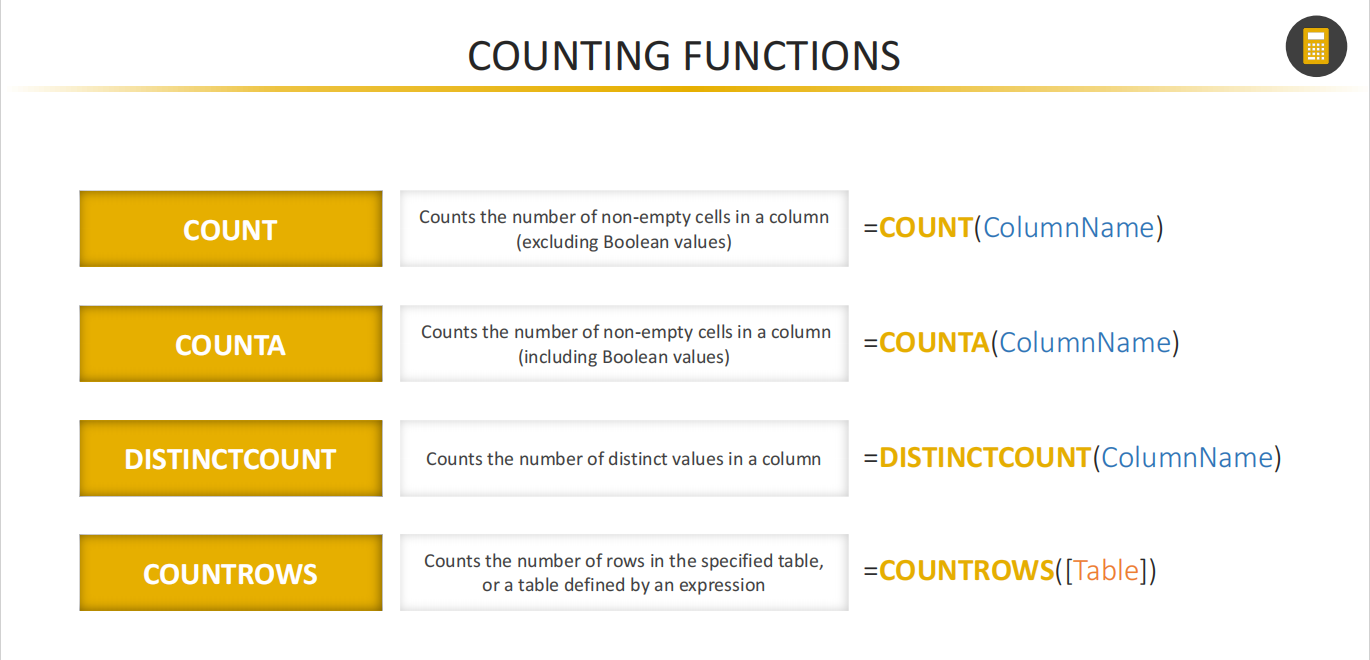 COUNTING FUNCTIONS
COUNT
Counts the number of non-empty cells in a column
(excluding Boolean values)
=COUNT(ColumnName)
COUNTA
Counts the number of non-empty cells in a column
(including Boolean values)
=COUNTA(ColumnName)
DISTINCTCOUNT
Counts the number of distinct values in a column
=DISTINCTCOUNT(ColumnName)
COUNTROWS
Counts the number of rows in the specified table,
or a table defined by an expression
=COUNTROWS([Table])